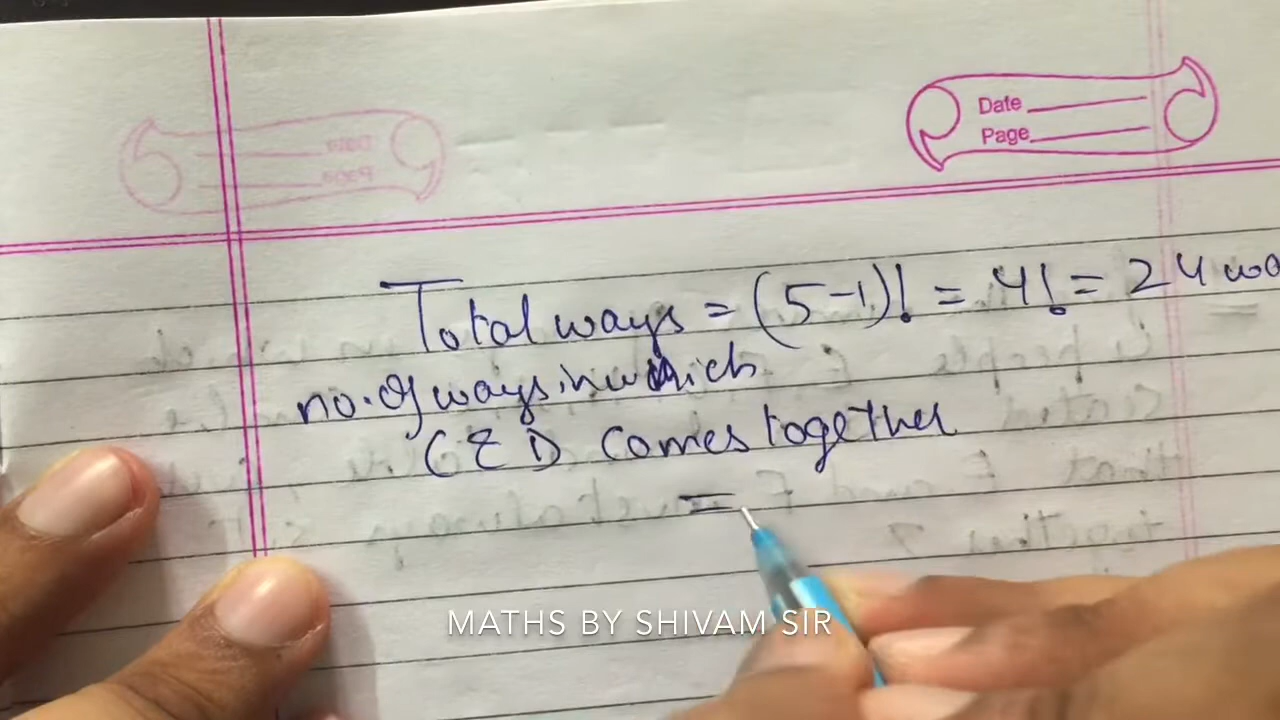 Date
Page
Total ways = (5-1)! = 4! = 24 wa
no. of ways in which
C & D comes together
=
MATHS BY SHIVAM SIR